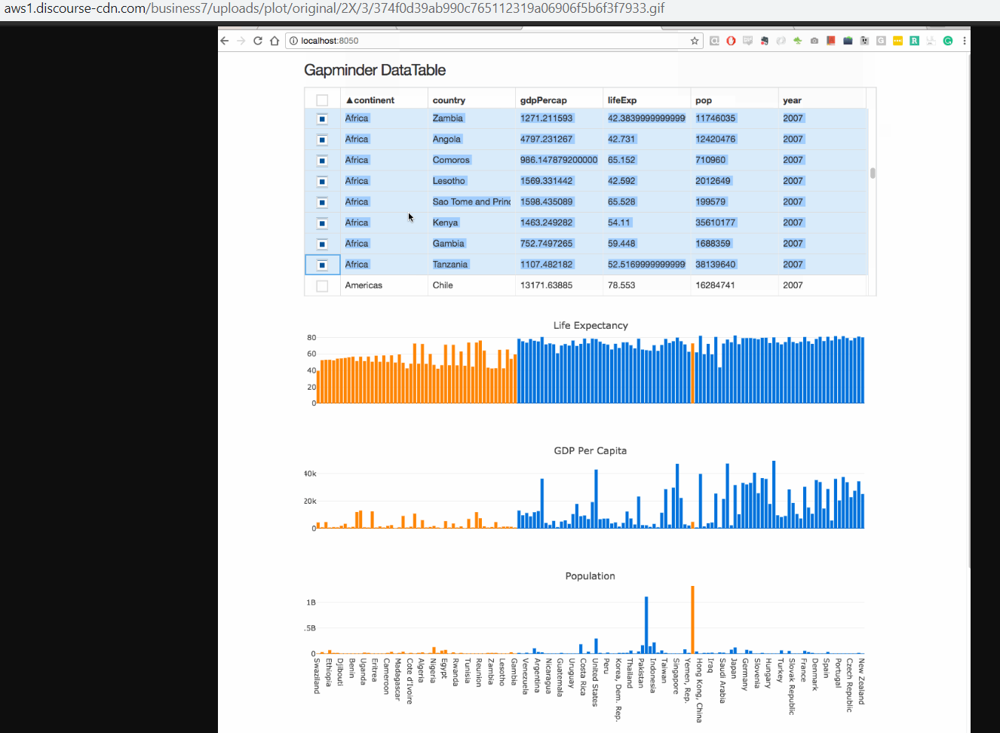 aws1.discourse-cdn.com/business7/uploads/plot/original/2X/3/374f0d39ab990c765112319a06906f5b6f3f7933.gif
localhost:8050
Gapminder DataTable
▲continent country gdpPercap lifeExp pop year
Africa Zambia 1271.211593 42.3839999999999 11746035 2007
Africa Angola 4797.231267 42.731 12420476 2007
Africa Comoros 986.147879200000 65.152 710960 2007
Africa Lesotho 1569.331442 42.592 2012649 2007
Africa Sao Tome and Princ 1598.435089 65.528 199579 2007
Africa Kenya 1463.249282 54.11 35610177 2007
Africa Gambia 752.7497265 59.448 1688359 2007
Africa Tanzania 1107.482182 52.5169999999999 38139640 2007
Americas Chile 13171.63885 78.553 16284741 2007
Life Expectancy
80
60
40
20
0
GDP Per Capita
40k
20k
0
Population
1B
.5B
0
Swaziland
Ethiopia
Djibouti
Benin
Uganda
Eritrea
Cameroon
Madagascar
Cote d'Ivoire
Algeria
Nigeria
Egypt
Rwanda
Tunisia
Reunion
Zambia
Lesotho
Gambia
Venezuela
Argentina
Nicaragua
Guatemala
Uruguay
Costa Rica
United States
Peru
Korea, Dem. Rep.
Thailand
Pakistan
Indonesia
Taiwan
Singapore
Yemen, Rep.
Hong Kong, China
Iraq
Saudi Arabia
Japan
Germany
Slovenia
Hungary
Turkey
Slovak Republic
France
Denmark
Spain
Portugal
Czech Republic
New Zealand